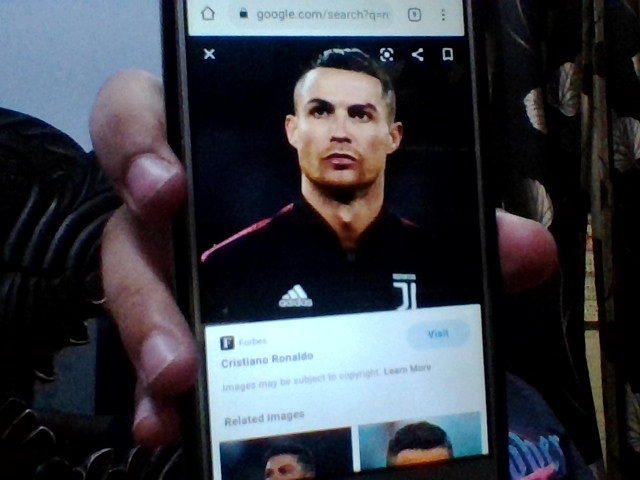 google.com/search?q=n
Forbes
Visit
Cristiano Ronaldo
Images may be subject to copyright. Learn More
Related images